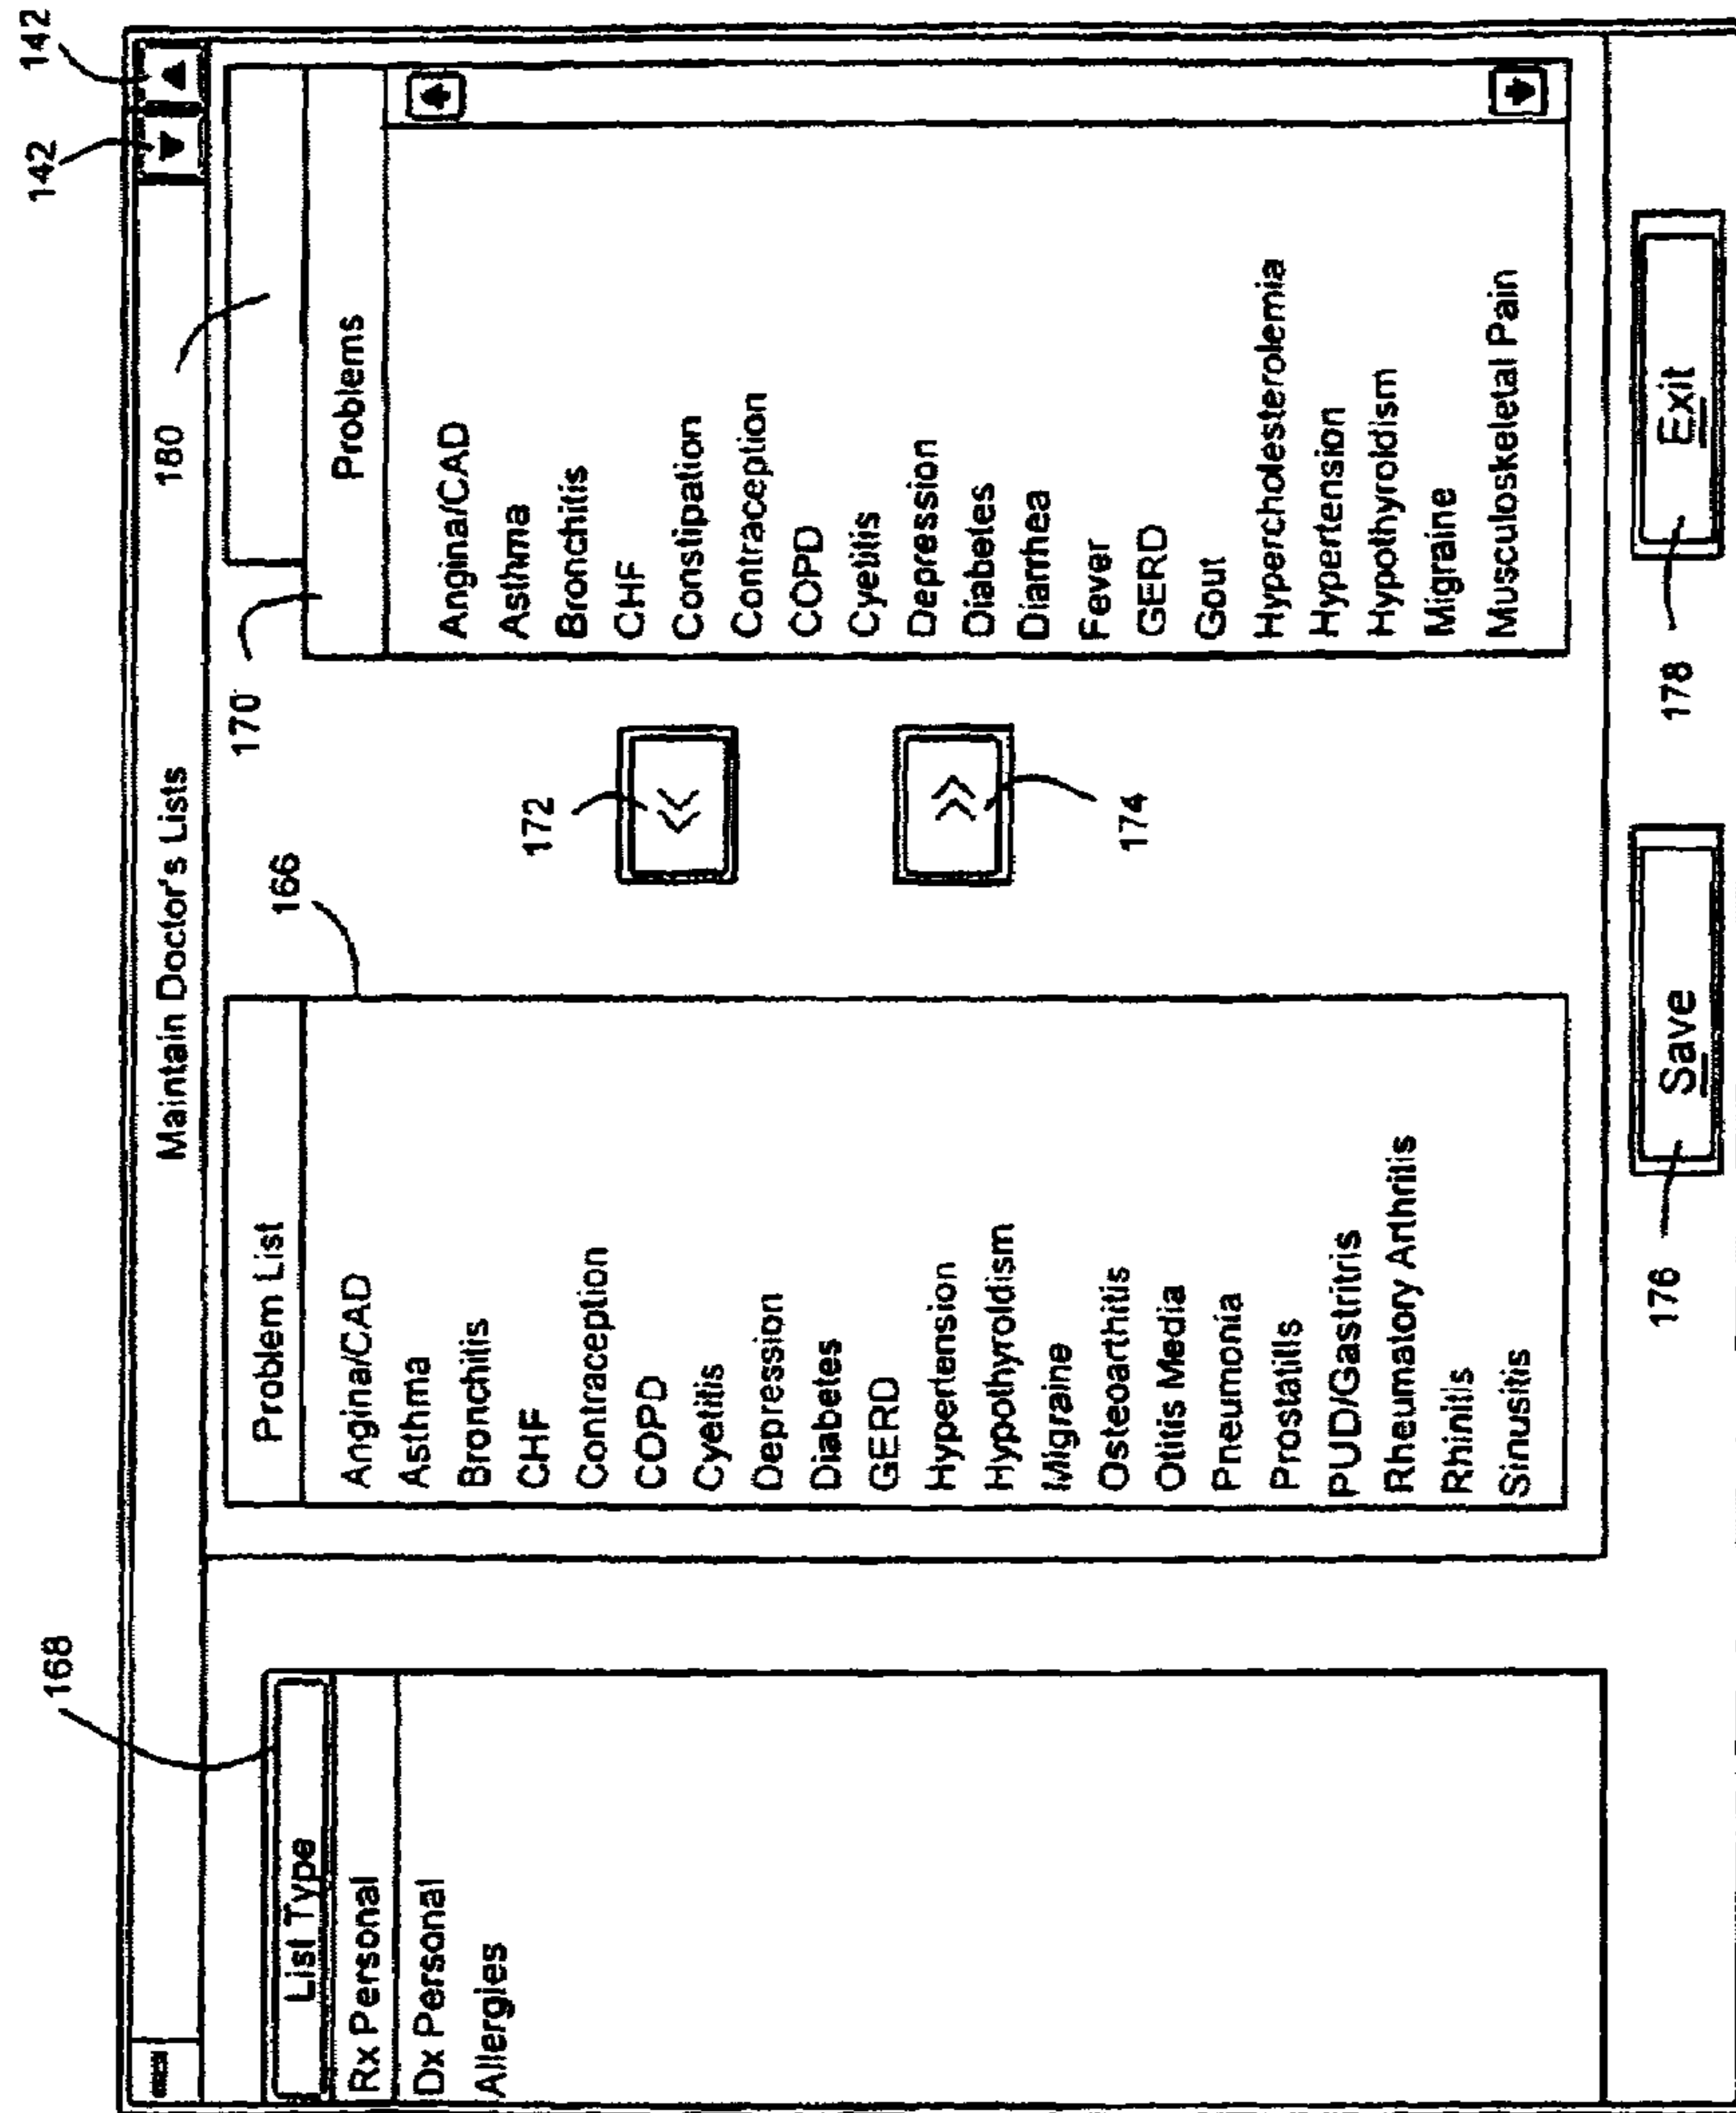 142
142
Maintain Doctor's Lists
180
168
List Type
Rx Personal
Dx Personal
Allergies
166
Problem List
Angina/CAD
Asthma
Bronchitis
CHF
Contraception
COPD
Cyetitis
Depression
Diabetes
GERD
Hypertension
Hypothyroldism
Migraine
Osteoarthitis
Otitis Media
Pneumonia
Prostatitis
PUD/Gastritris
Rheumatory Arthritis
Rhinitis
Sinusitis
172
<<
>>
174
170
Problems
Angina/CAD
Asthma
Bronchitis
CHF
Constipation
Contraception
COPD
Cyetitis
Depression
Diabetes
Diarrhea
Fever
GERD
Gout
Hypercholesterolemia
Hypertension
Hypothyroidism
Migraine
Musculoskeletal Pain
176
Save
178
Exit